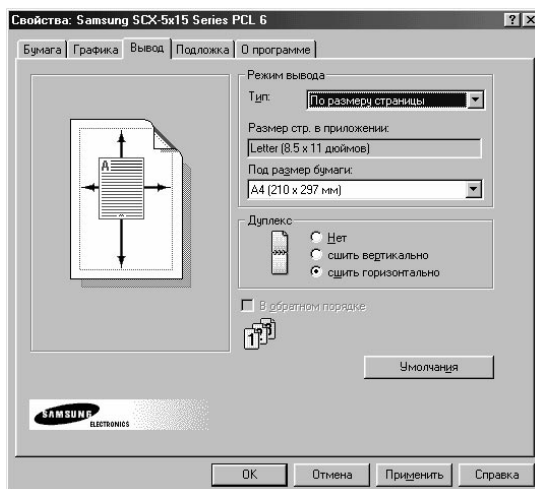 Свойства: Samsung SCX-5x15 Series PCL 6
Бумага Графика Вывод Подложка О программе
Режим вывода
Тип: По размеру страницы
Размер стр. в приложении:
Letter (8.5 x 11 дюймов)
Под размер бумаги:
A4 (210 x 297 мм)
Дуплекс
Нет
сшить вертикально
сшить горизонтально
В обратном порядке
Умолчания
SAMSUNG
ELECTRONICS
OK Отмена Применить Справка